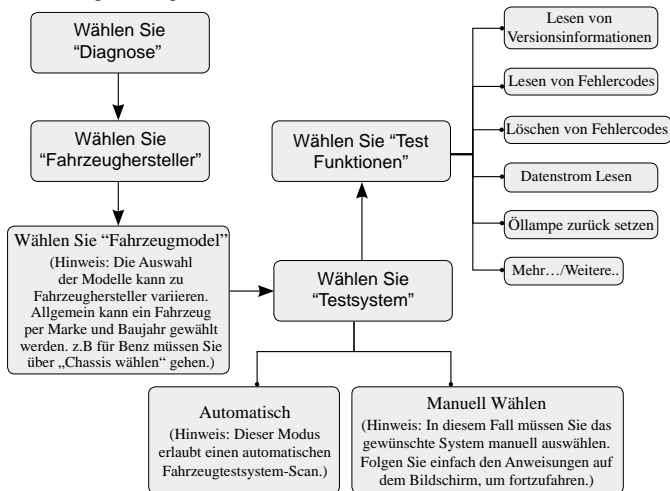 Wählen Sie
“Diagnose”
Wählen Sie
“Fahrzeughersteller”
Wählen Sie “Fahrzeugmodel”
(Hinweis: Die Auswahl
der Modelle kann zu
Fahrzeughersteller variieren.
Allgemein kann ein Fahrzeug
per Marke und Baujahr gewählt
werden. z.B für Benz müssen Sie
über „Chassis wählen“ gehen.)
Wählen Sie
“Testsystem”
Automatisch
(Hinweis: Dieser Modus
erlaubt einen automatischen
Fahrzeugtestsystem-Scan.)
Manuell Wählen
(Hinweis: In diesem Fall müssen Sie das
gewünschte System manuell auswählen.
Folgen Sie einfach den Anweisungen auf
dem Bildschirm, um fortzufahren.)
Wählen Sie “Test
Funktionen”
Lesen von
Versionsinformationen
Lesen von Fehlercodes
Löschen von Fehlercodes
Datenstrom Lesen
Öllampe zurück setzen
Mehr…/Weitere..